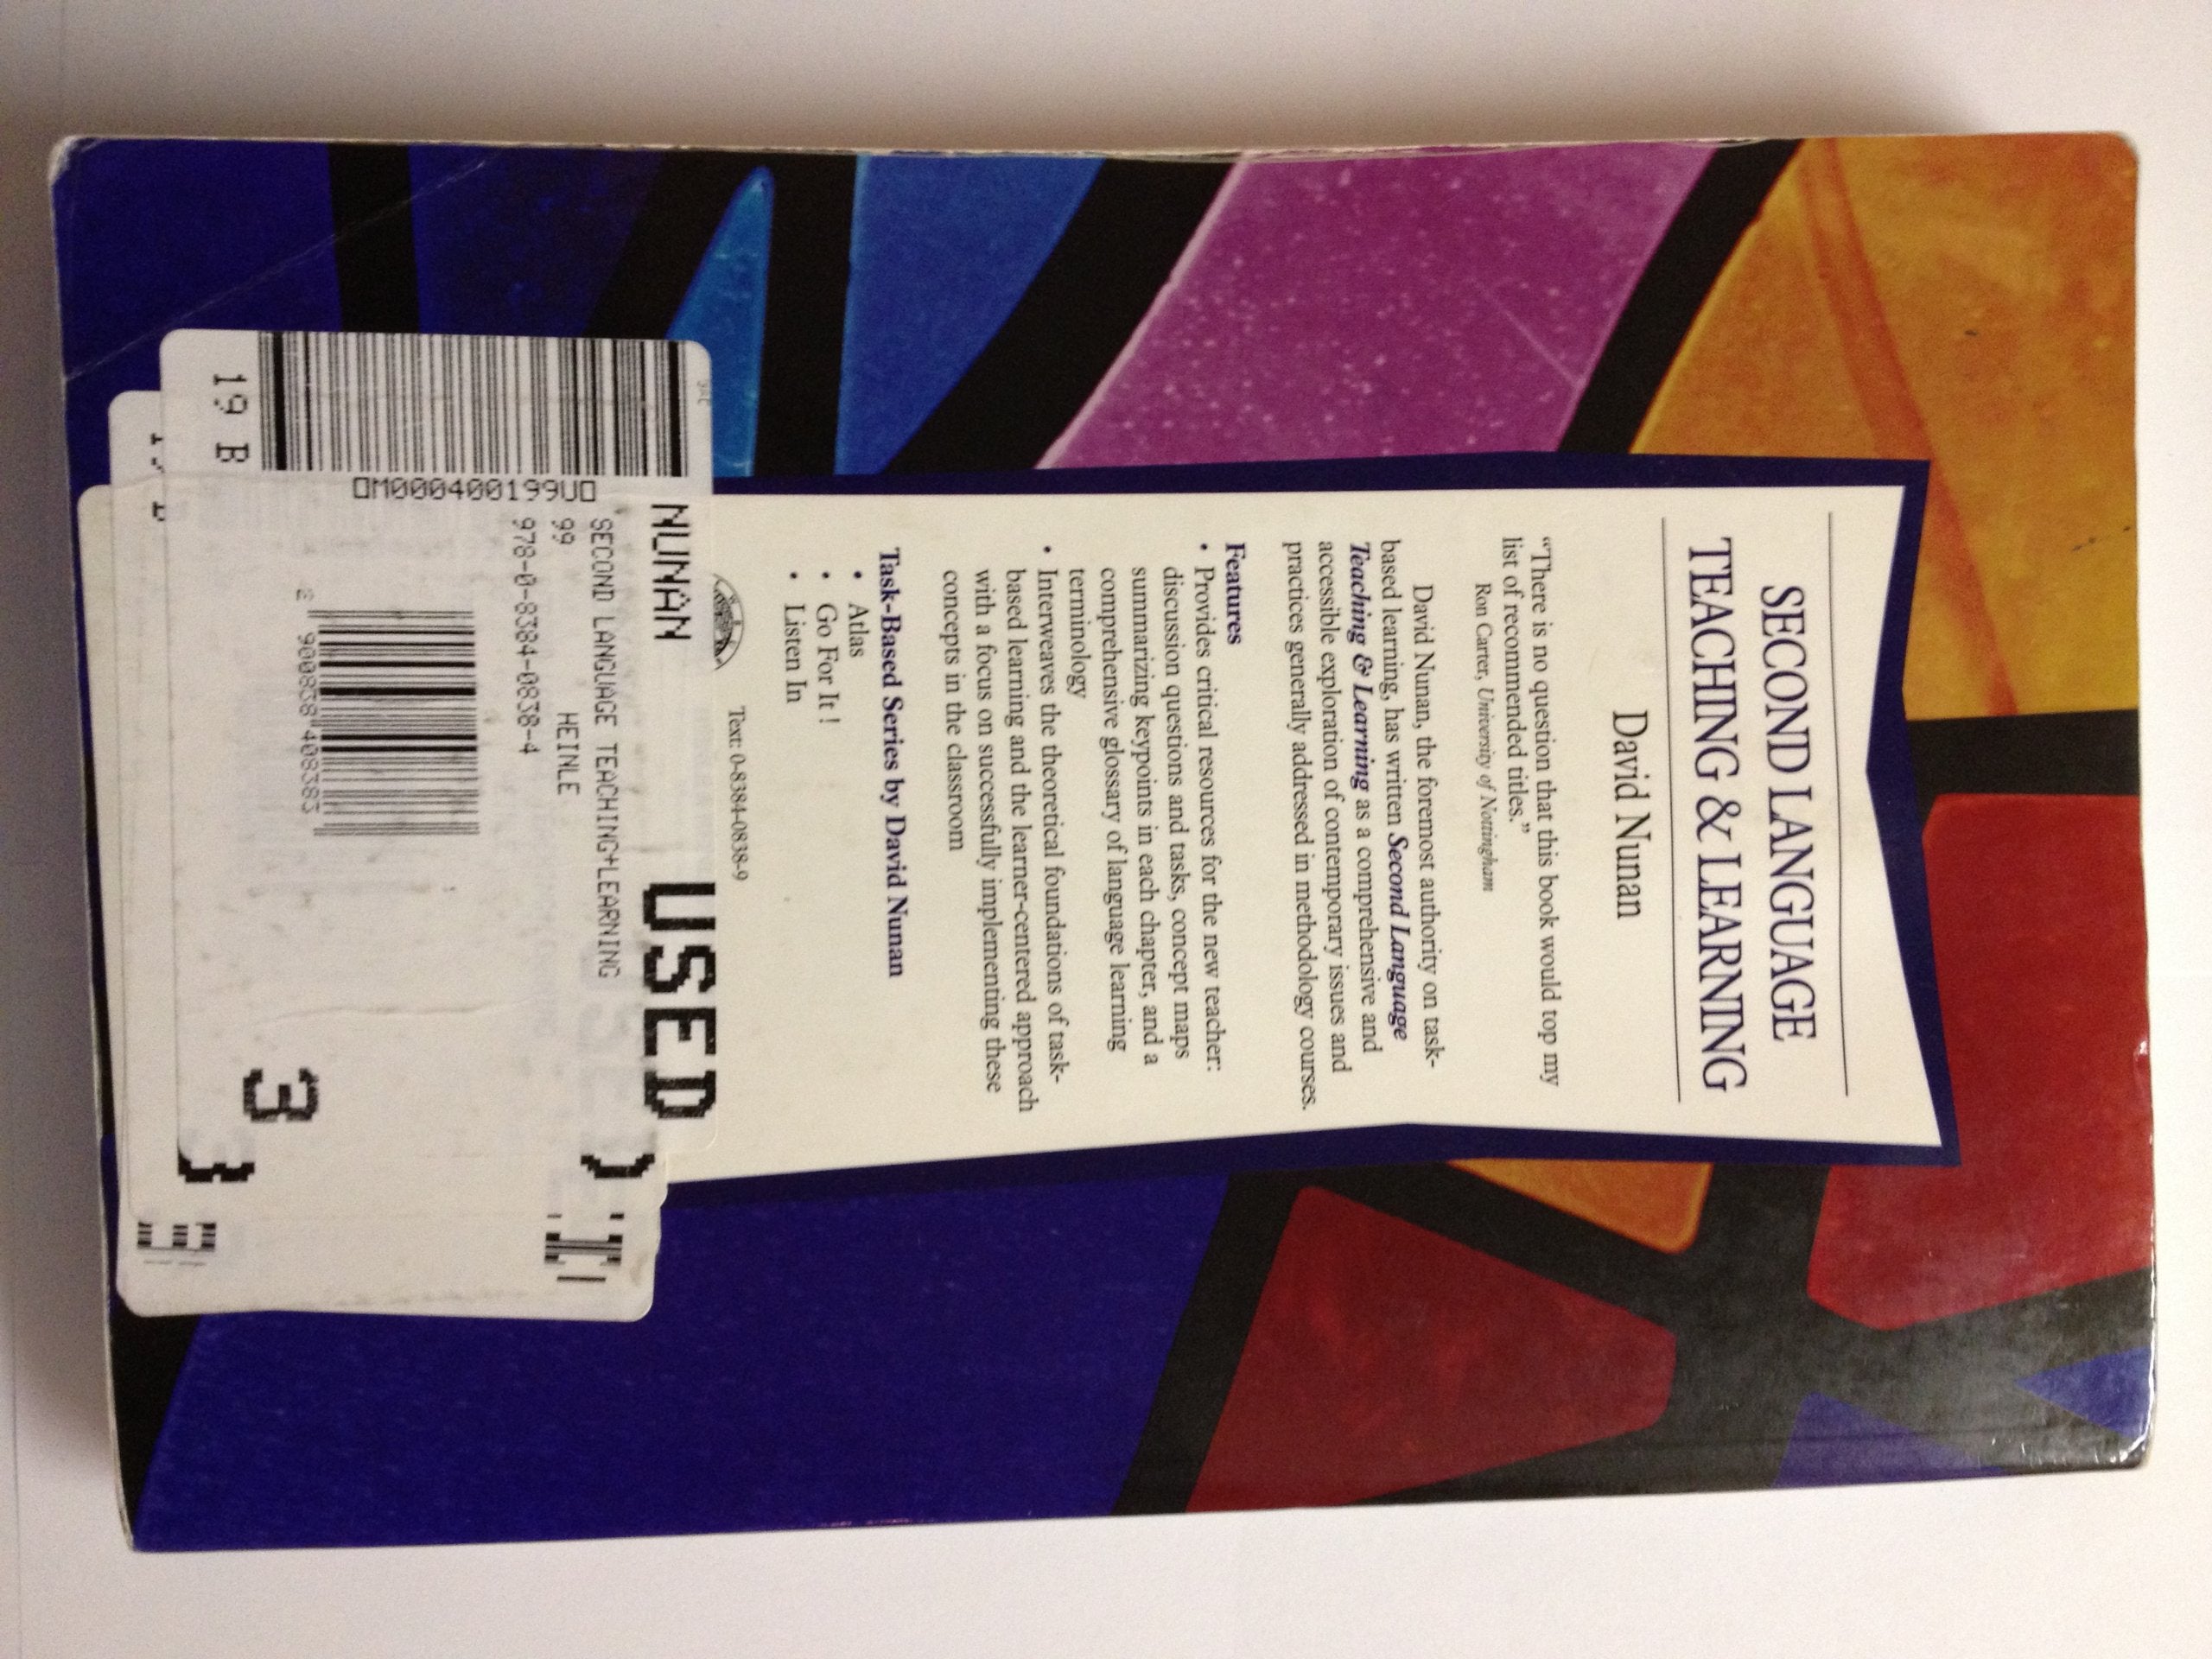 SECOND LANGUAGE
TEACHING & LEARNING
David Nunan
“There is no question that this book would top my
list of recommended titles.”
Ron Carter, University of Nottingham
David Nunan, the foremost authority on task-
based learning, has written Second Language
Teaching & Learning as a comprehensive and
accessible exploration of contemporary issues and
practices generally addressed in methodology courses.
Features
• Provides critical resources for the new teacher:
discussion questions and tasks, concept maps
summarizing keypoints in each chapter, and a
comprehensive glossary of language learning
terminology
• Interweaves the theoretical foundations of task-
based learning and the learner-centered approach
with a focus on successfully implementing these
concepts in the classroom
Task-Based Series by David Nunan
• Atlas
• Go For It!
• Listen In
Text: 0-8384-0838-9
NUNAN USED
SECOND LANGUAGE TEACHING+LEARNING
99 HEINLE
978-0-8384-0838-4
0M000400199U0
2 900838 408383
19 B
3
3
3